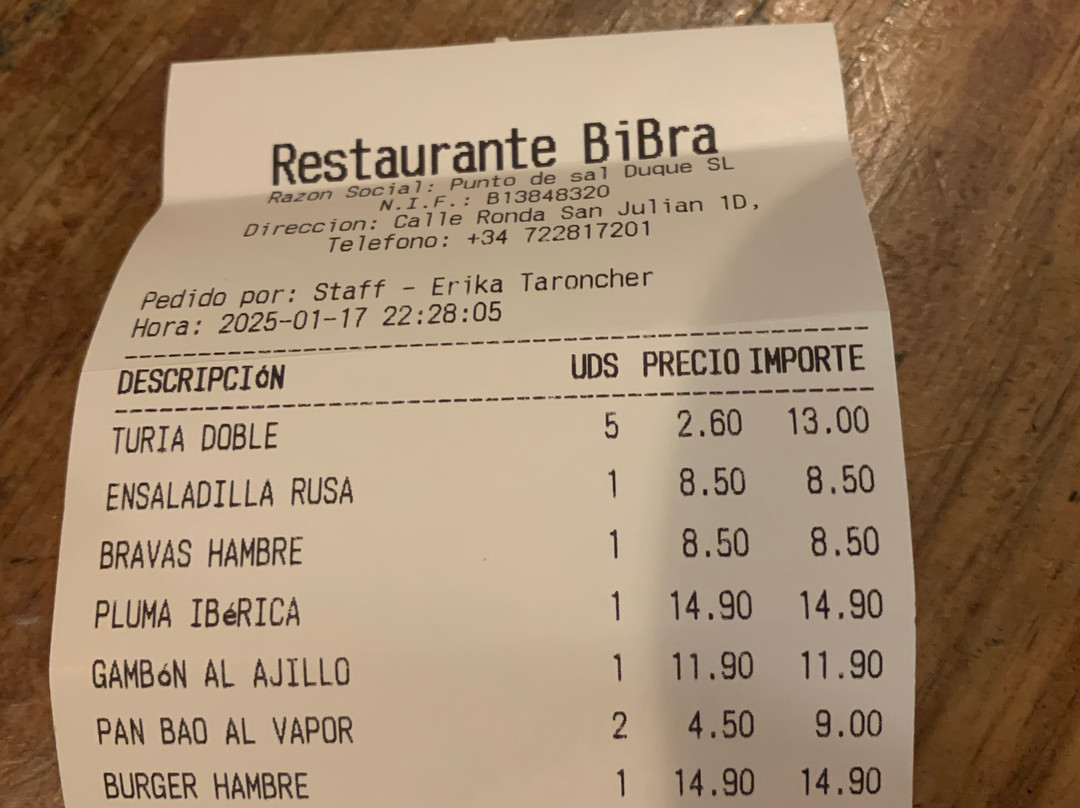 Restaurante BiBra
Razon Social: Punto de sal Duque SL
N.I.F.: B13848320
Direccion: Calle Ronda San Julian 1D,
Telefono: +34 722817201
Pedido por: Staff - Erika Taroncher
Hora: 2025-01-17 22:28:05
DESCRIPCIóN UDS PRECIO IMPORTE
TURIA DOBLE 5 2.60 13.00
ENSALADILLA RUSA 1 8.50 8.50
BRAVAS HAMBRE 1 8.50 8.50
PLUMA IBéRICA 1 14.90 14.90
GAMBóN AL AJILLO 1 11.90 11.90
PAN BAO AL VAPOR 2 4.50 9.00
BURGER HAMBRE 1 14.90 14.90